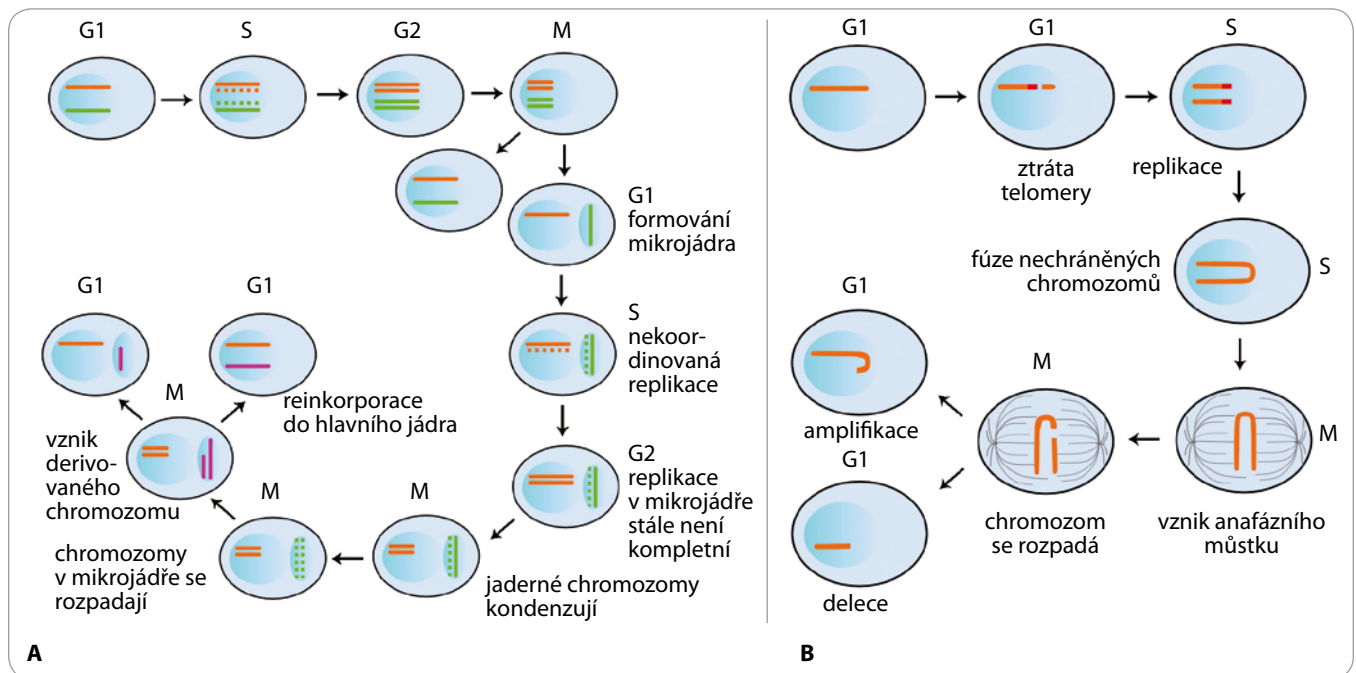 G1
S
G2
M
G1
formování
mikrojádra
S
nekoor-
dinovaná
replikace
G2
replikace
v mikrojádře
stále není
kompletní
jaderné chromozomy
kondenzují
M
M
chromozomy
v mikrojádře se
rozpadají
M
vznik
derivo-
vaného
chromozomu
G1
G1
reinkorporace
do hlavního jádra
A
G1
G1
S
ztráta
telomery
replikace
fúze nechráněných
chromozomů
S
M
vznik anafázního
můstku
M
chromozom
se rozpadá
G1
amplifikace
G1
delece
B